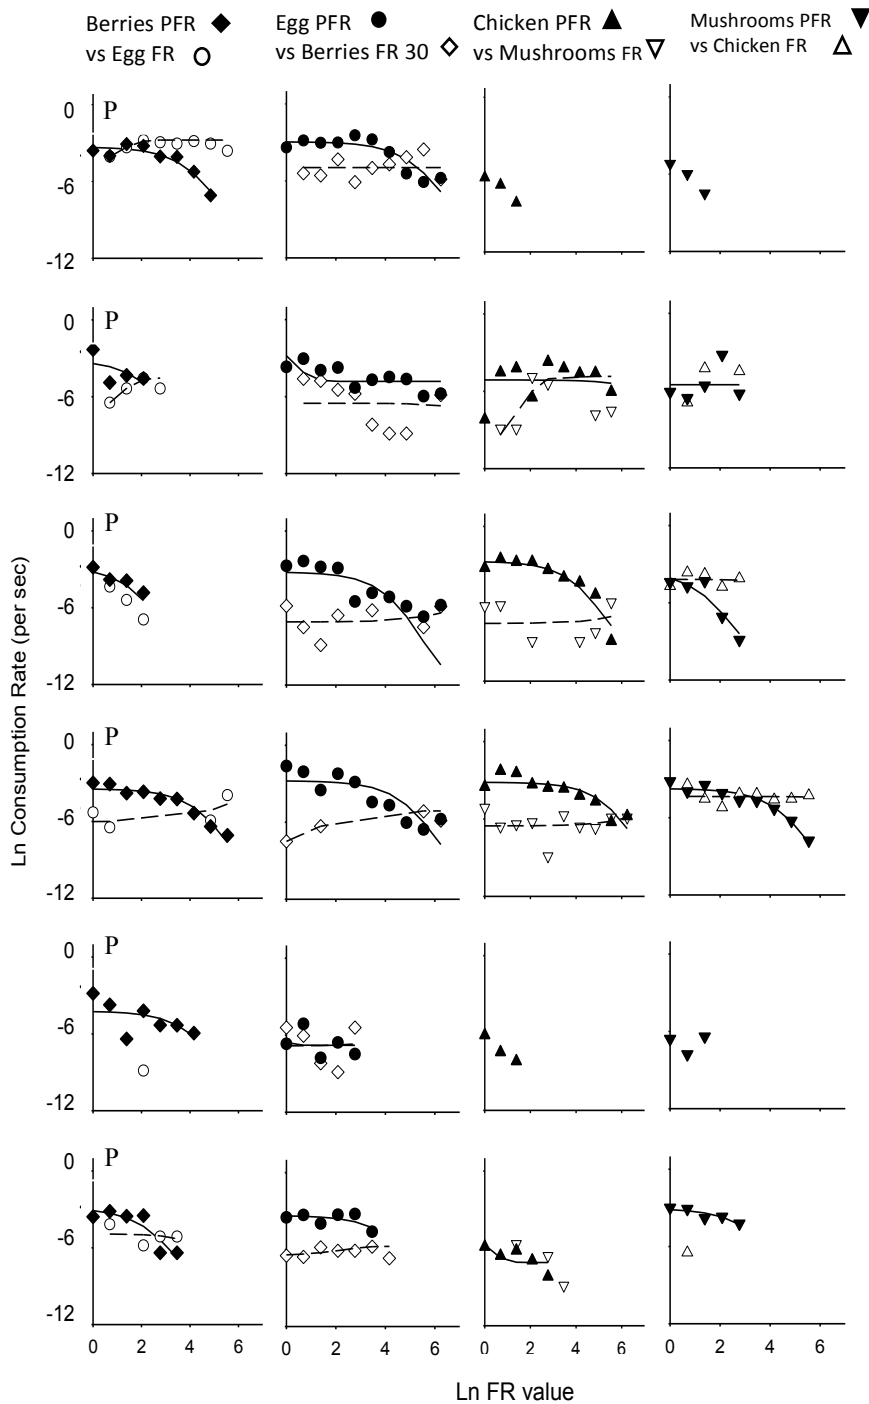 Berries PFR
vs Egg FR
Egg PFR
vs Berries FR 30
Chicken PFR
vs Mushrooms FR
Mushrooms PFR
vs Chicken FR
Ln Consumption Rate (per sec)
0
-6
-12
P
0
-6
-12
P
0
-6
-12
P
0
-6
-12
P
0
-6
-12
P
0
-6
-12
P
0 2 4 6
0 2 4 6
0 2 4 6
0 2 4 6
Ln FR value